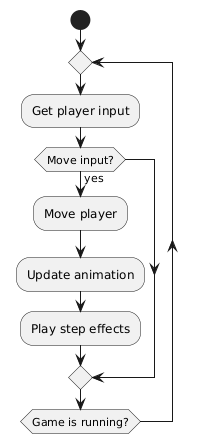 Get player input
Move input?
yes
Move player
Update animation
Play step effects
Game is running?